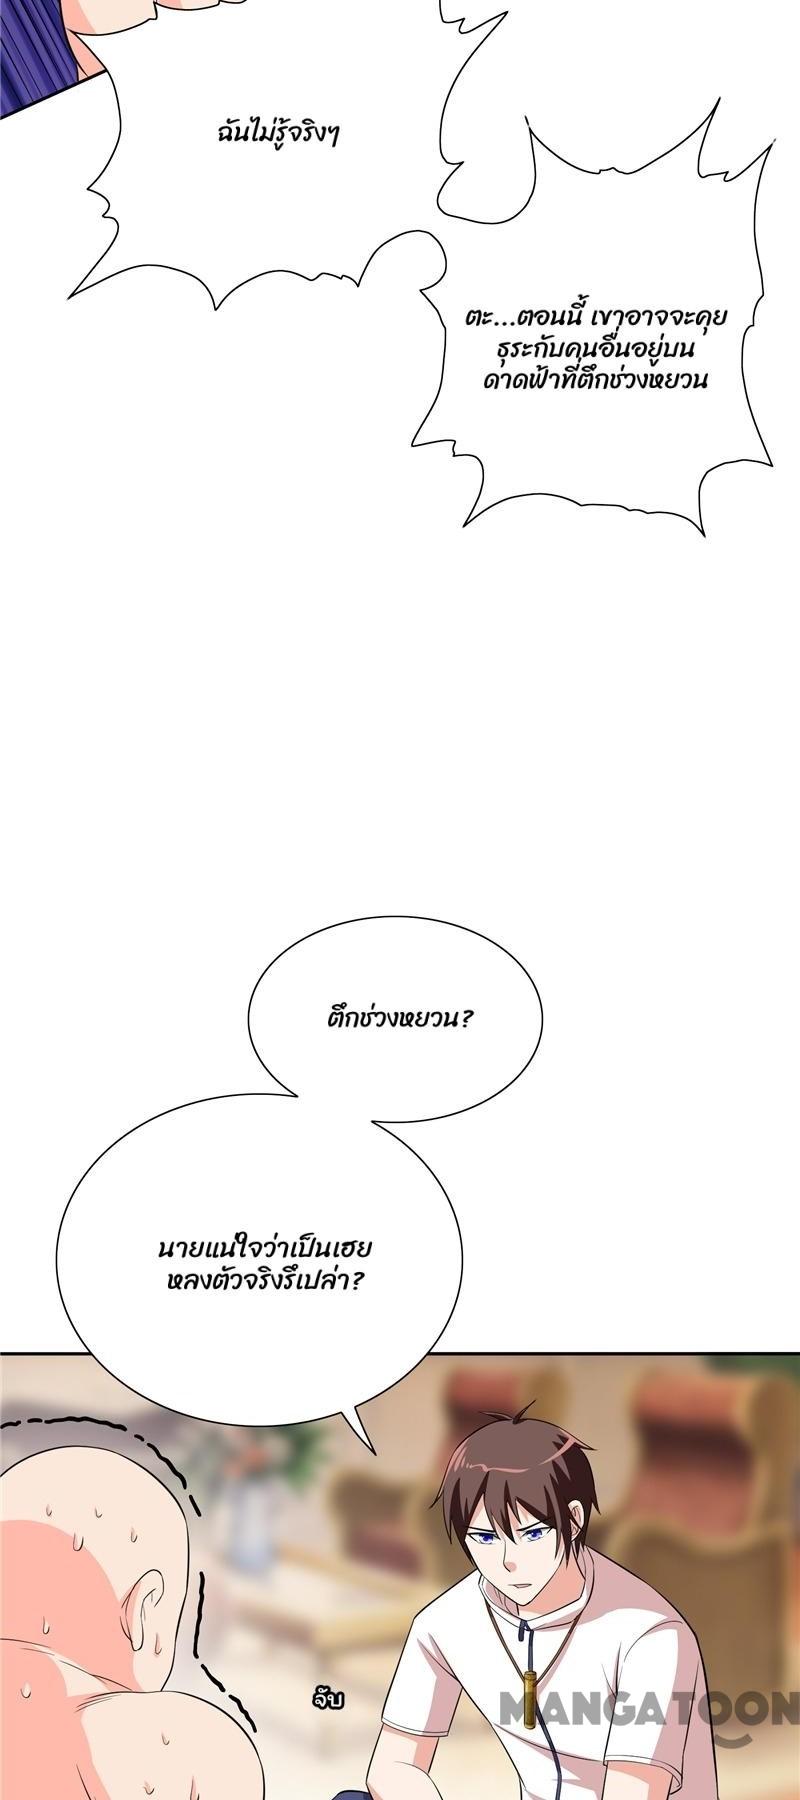 ฉันไม่รู้จริงๆ
ตะ...ตอนนี้ เขาอาจจะคุย
ธุระกับคนอื่นอยู่บน
ดาดฟ้าที่ตึกช่วงหยวน
ตึกช่วงหยวน?
นายแน่ใจว่าเป็นเฮย
หลงตัวจริงรึเปล่า?
จับ
MANGATOON